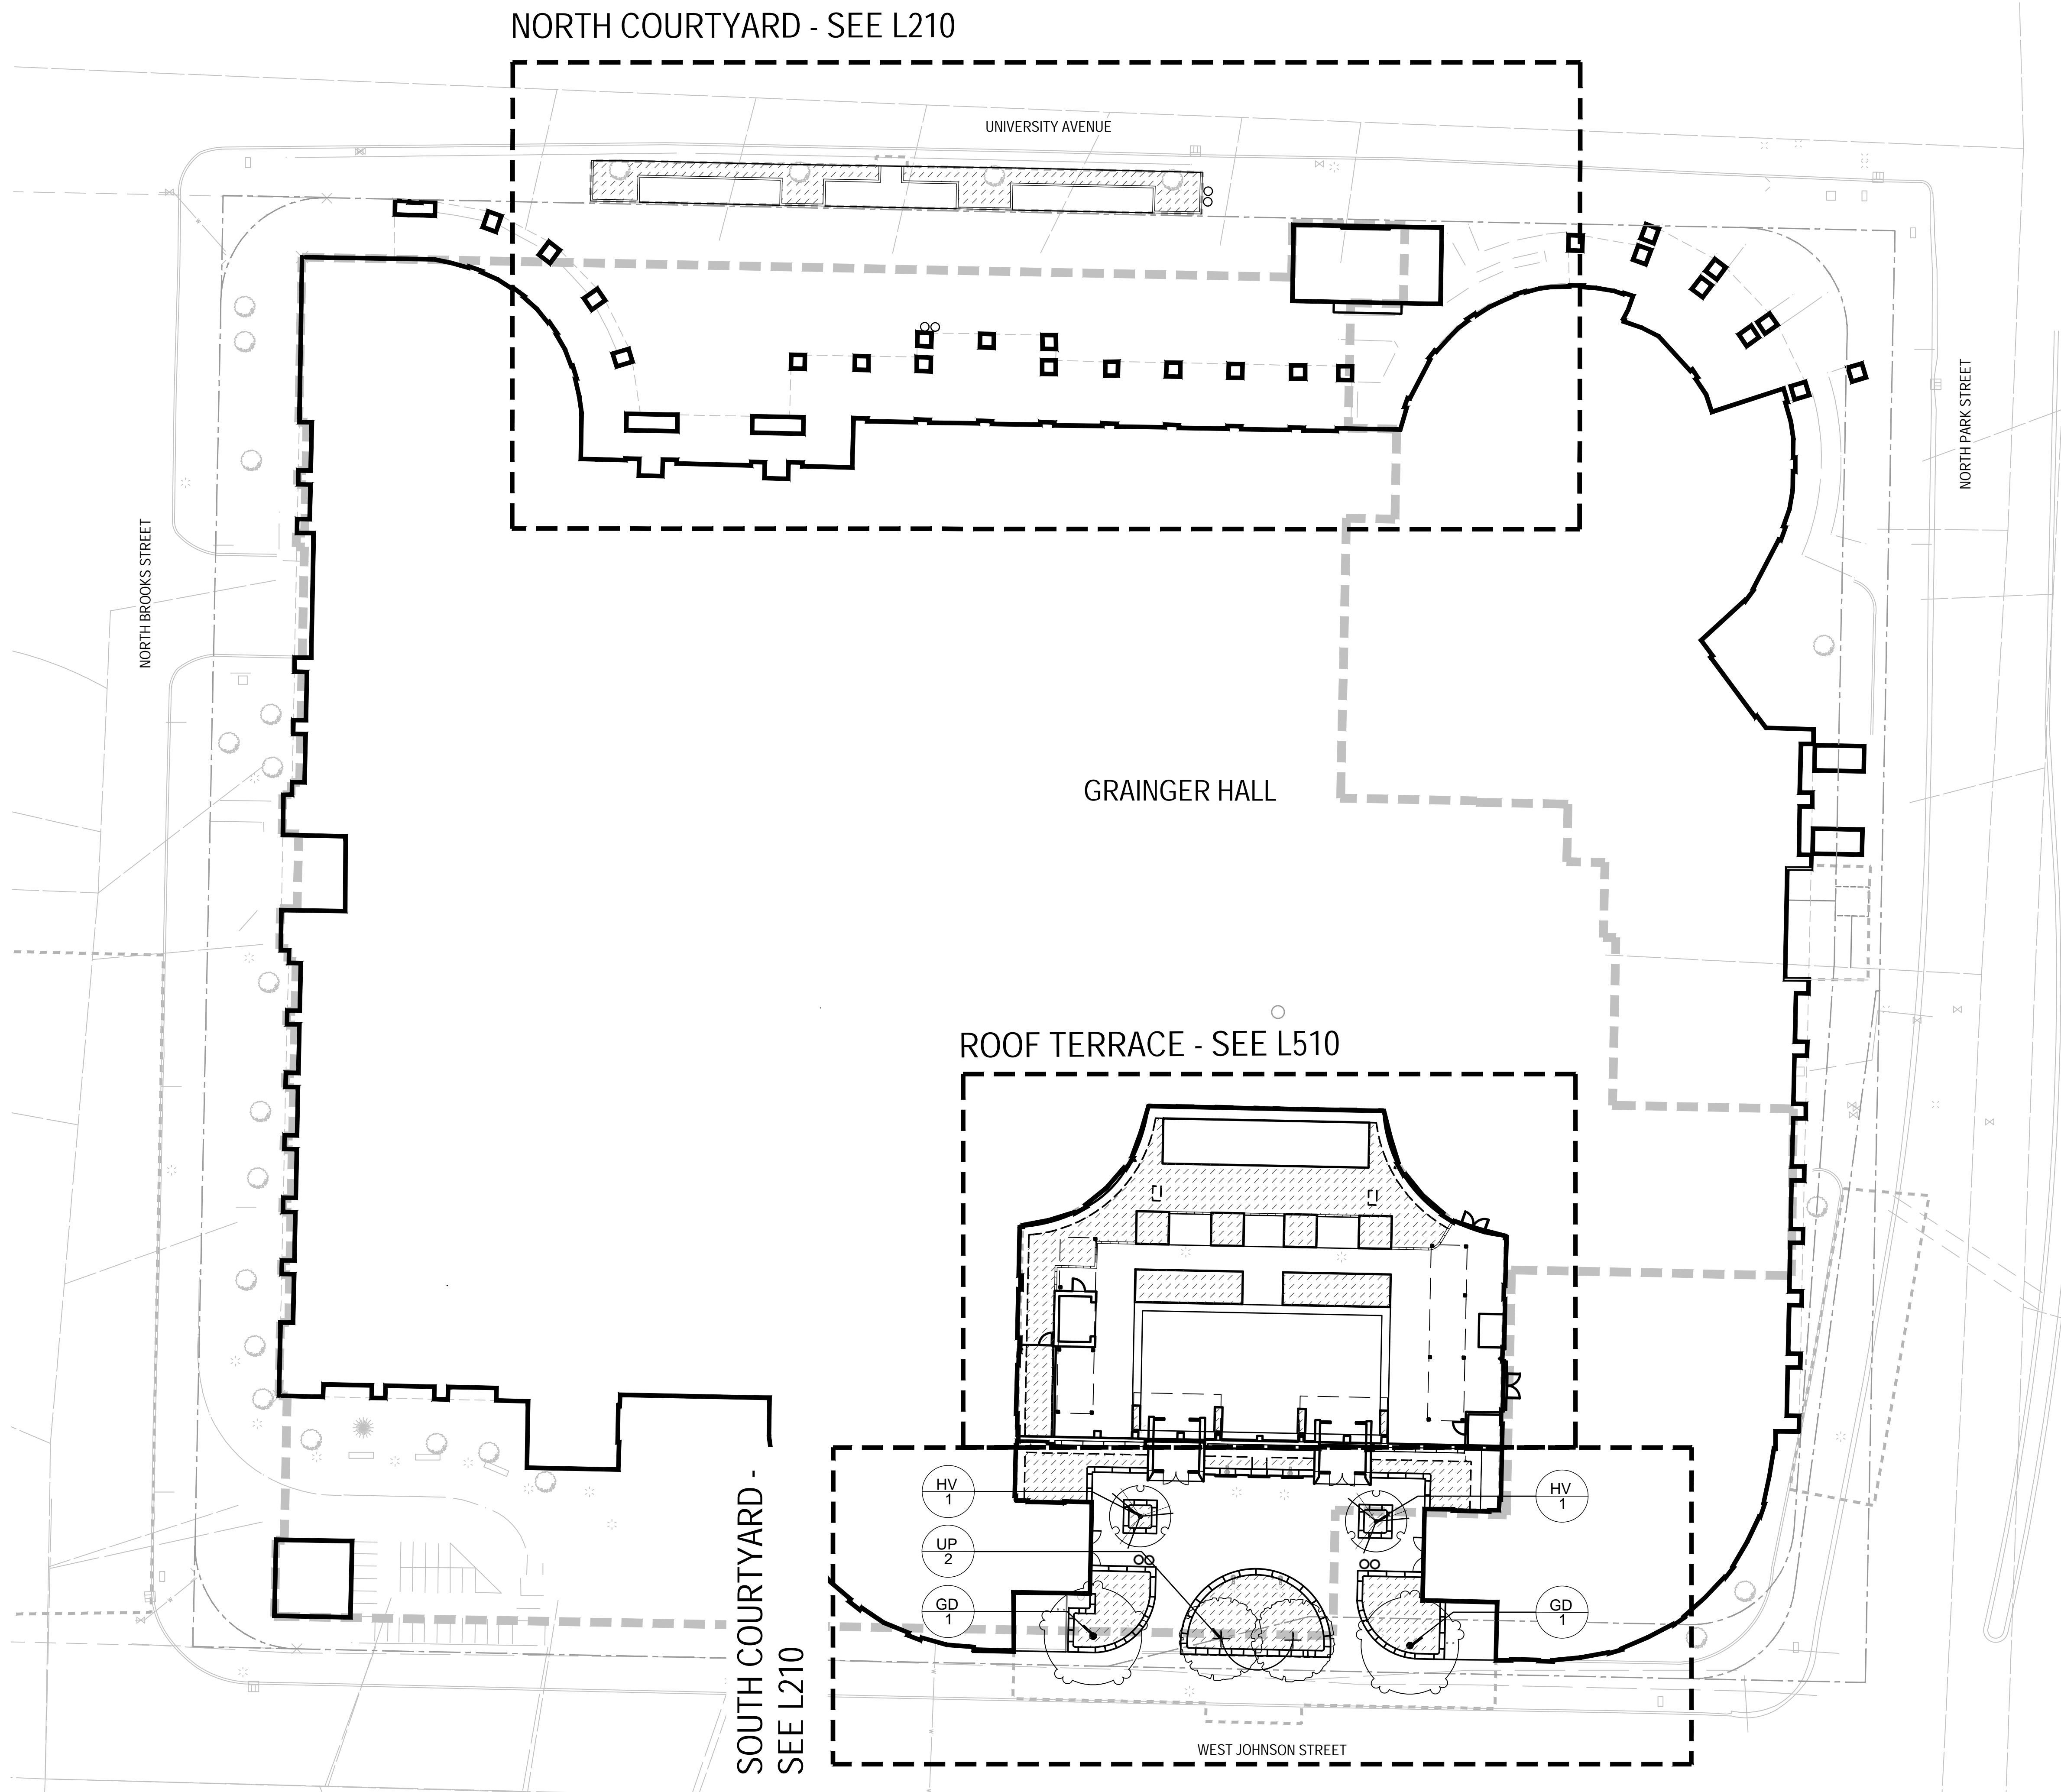 NORTH COURTYARD - SEE L210
UNIVERSITY AVENUE
NORTH PARK STREET
NORTH BROOKS STREET
GRAINGER HALL
ROOF TERRACE - SEE L510
HV
1
HV
1
UP
2
GD
1
GD
1
SOUTH COURTYARD -
SEE L210
WEST JOHNSON STREET